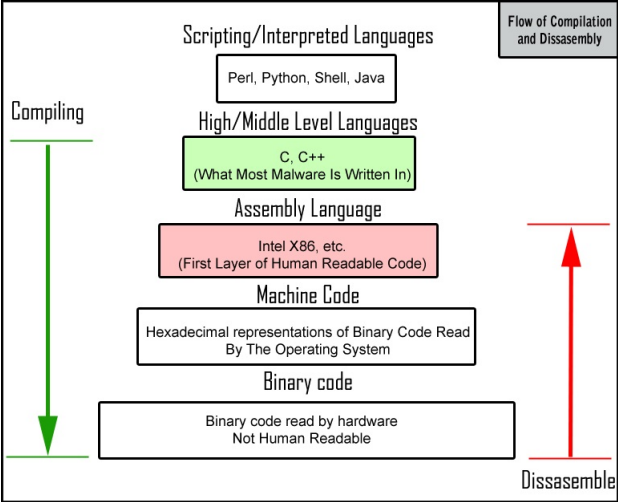 Flow of Compilation
and Dissasembly
Scripting/Interpreted Languages
Perl, Python, Shell, Java
Compiling
High/Middle Level Languages
C, C++
(What Most Malware Is Written In)
Assembly Language
Intel X86, etc.
(First Layer of Human Readable Code)
Machine Code
Hexadecimal representations of Binary Code Read
By The Operating System
Binary code
Binary code read by hardware
Not Human Readable
Dissasemble